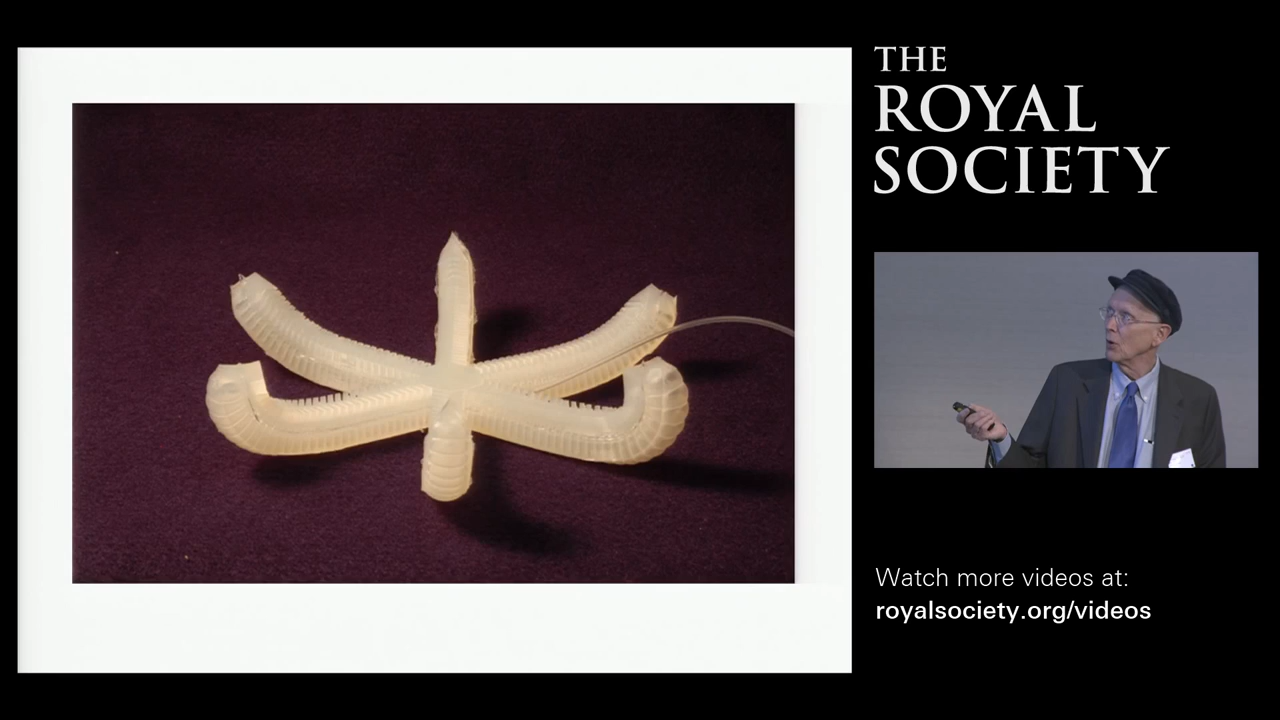 THE
ROYAL
SOCIETY
Watch more videos at:
royalsociety.org/videos